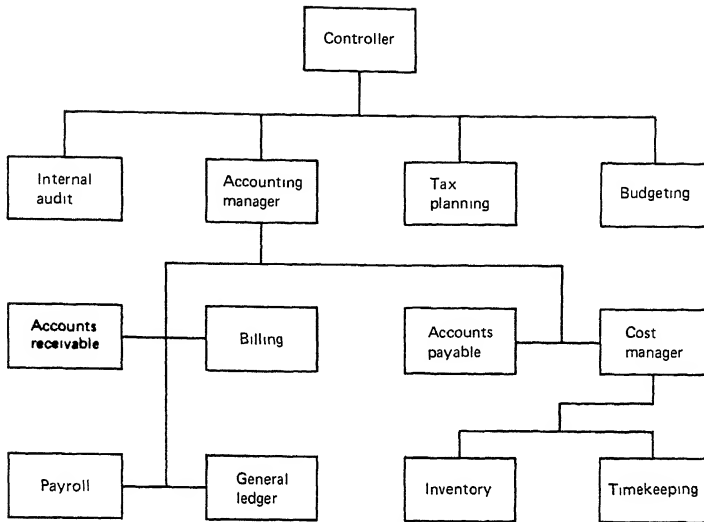 Controller
Internal
audit
Accounting
manager
Tax
planning
Budgeting
Accounts
receivable
Billing
Accounts
payable
Cost
manager
Payroll
General
ledger
Inventory
Timekeeping